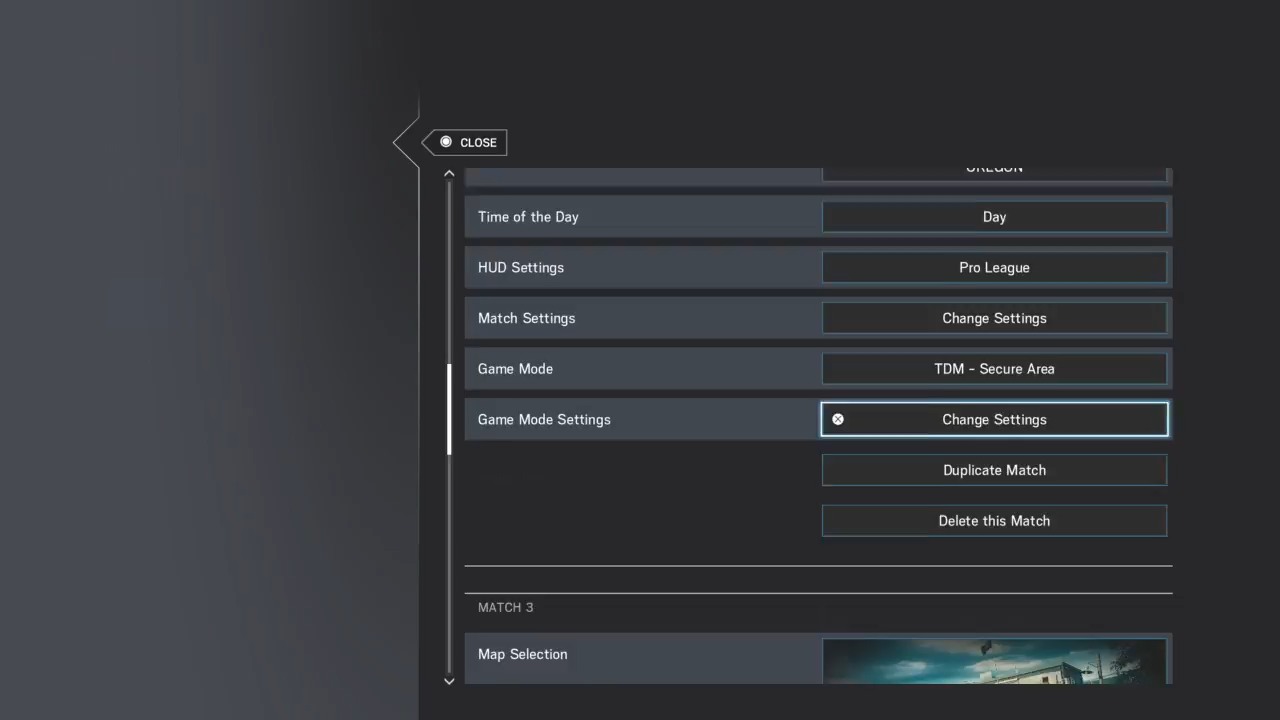 CLOSE
OREGON
Time of the Day Day
HUD Settings Pro League
Match Settings Change Settings
Game Mode TDM - Secure Area
Game Mode Settings Change Settings
Duplicate Match
Delete this Match
MATCH 3
Map Selection